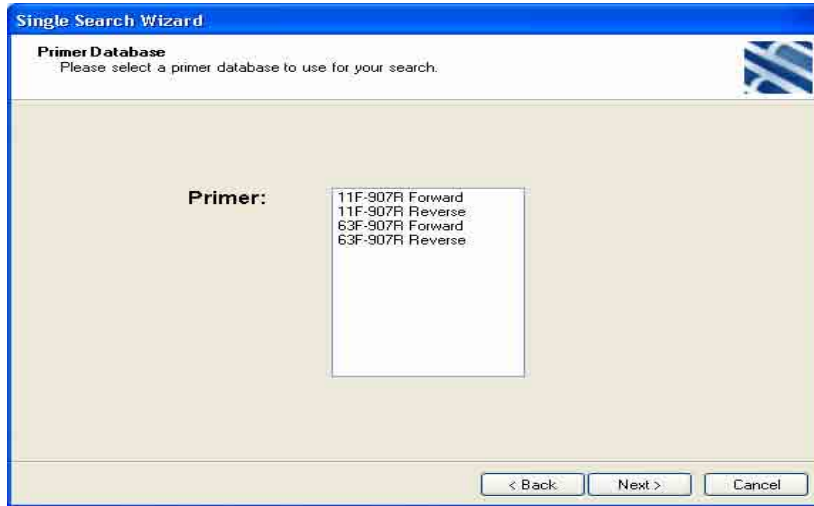 Single Search Wizard
Primer Database
Please select a primer database to use for your search.
Primer:
11F-907R Forward
11F-907R Reverse
63F-907R Forward
63F-907R Reverse
< Back
Next >
Cancel